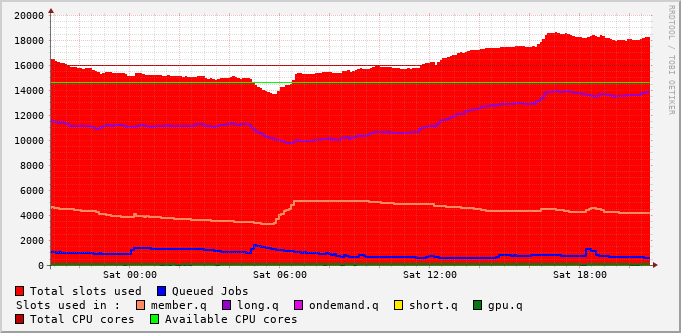 20000
18000
16000
14000
12000
10000
8000
6000
4000
2000
0
Sat 00:00 Sat 06:00 Sat 12:00 Sat 18:00
RRDTOOL / TOBI OETIKER
Total slots used Queued Jobs
Slots used in : member.q long.q ondemand.q short.q gpu.q
Total CPU cores Available CPU cores